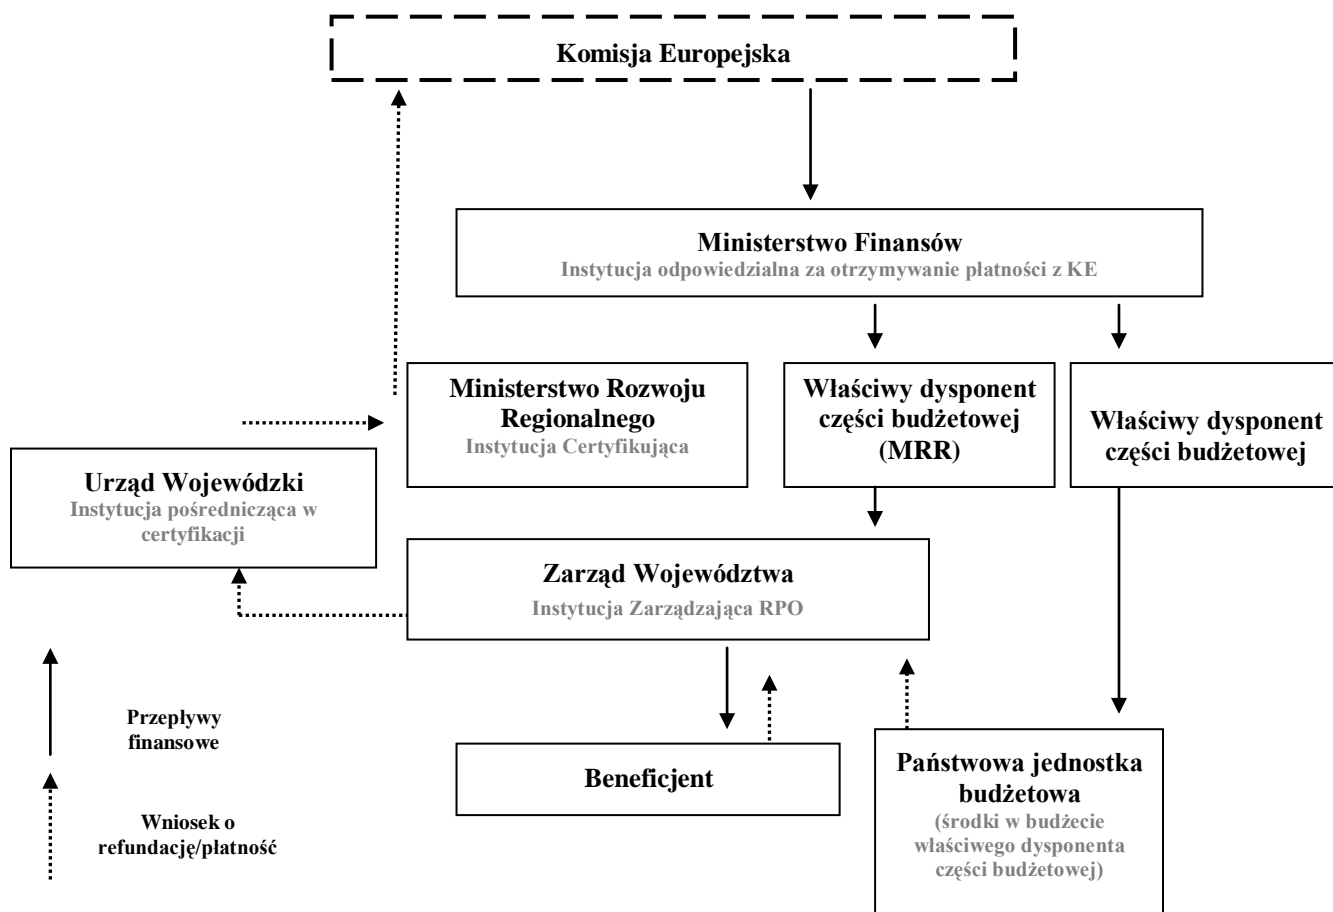 Komisja Europejska
Ministerstwo Finansów
Instytucja odpowiedzialna za otrzymywanie płatności z KE
Ministerstwo Rozwoju
Regionalnego
Instytucja Certyfikująca
Właściwy dysponent
części budżetowej
(MRR)
Właściwy dysponent
części budżetowej
Urząd Wojewódzki
Instytucja pośrednicząca w
certyfikacji
Zarząd Województwa
Instytucja Zarządzająca RPO
Przepływy
finansowe
Beneficjent
Państwowa jednostka
budżetowa
(środki w budżecie
właściwego dysponenta
części budżetowej)
Wniosek o
refundację/płatność